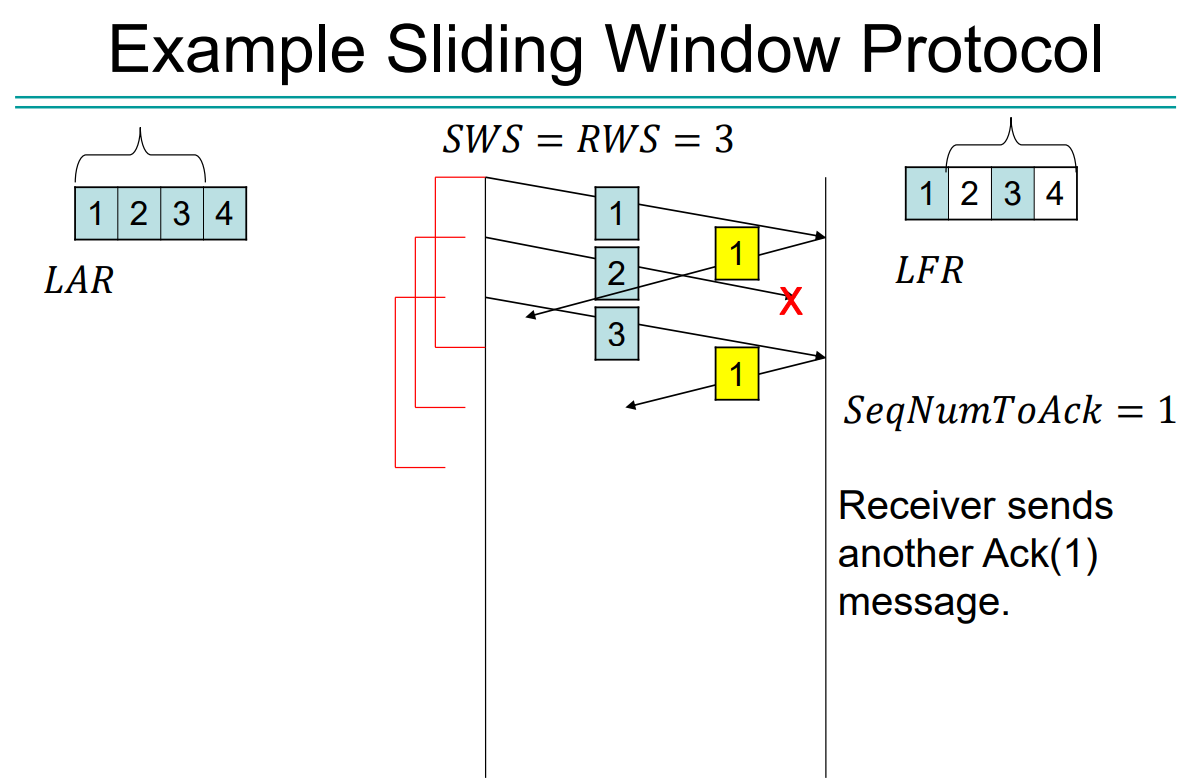 Example Sliding Window Protocol
SWS = RWS = 3
1 2 3 4
LAR
1 2 3 4
LFR
1
1
2
X
3
1
SeqNumToAck = 1
Receiver sends
another Ack(1)
message.